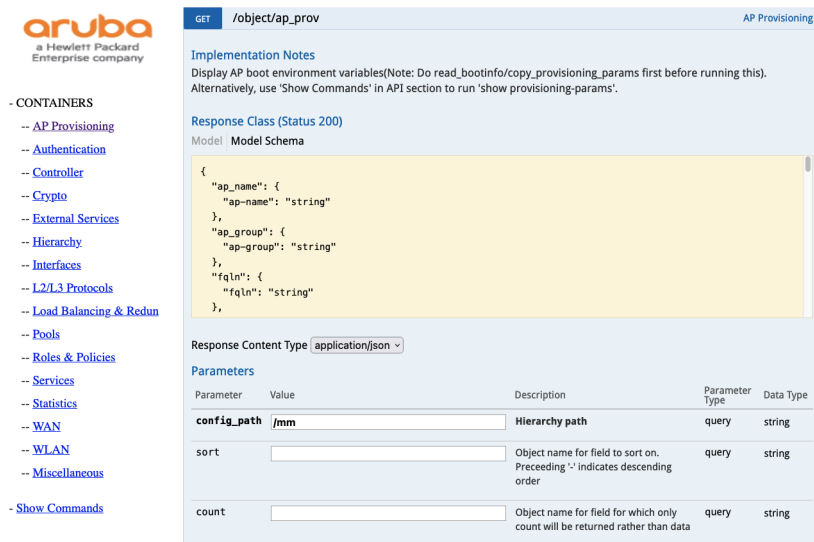 aruba
a Hewlett Packard
Enterprise company
- CONTAINERS
-- AP Provisioning
-- Authentication
-- Controller
-- Crypto
-- External Services
-- Hierarchy
-- Interfaces
-- L2/L3 Protocols
-- Load Balancing & Redun
-- Pools
-- Roles & Policies
-- Services
-- Statistics
-- WAN
-- WLAN
-- Miscellaneous
- Show Commands
GET /object/ap_prov AP Provisioning
Implementation Notes
Display AP boot environment variables(Note: Do read_bootinfo/copy_provisioning_params first before running this).
Alternatively, use 'Show Commands' in API section to run 'show provisioning-params'.
Response Class (Status 200)
Model Model Schema
{
"ap_name": {
"ap-name": "string"
},
"ap_group": {
"ap-group": "string"
},
"fqln": {
"fqln": "string"
},
Response Content Type application/json
Parameters
Parameter Value Description Parameter Type Data Type
config_path /mm Hierarchy path query string
sort Object name for field to sort on. query string
Preceeding '-' indicates descending
order
count Object name for field for which only query string
count will be returned rather than data